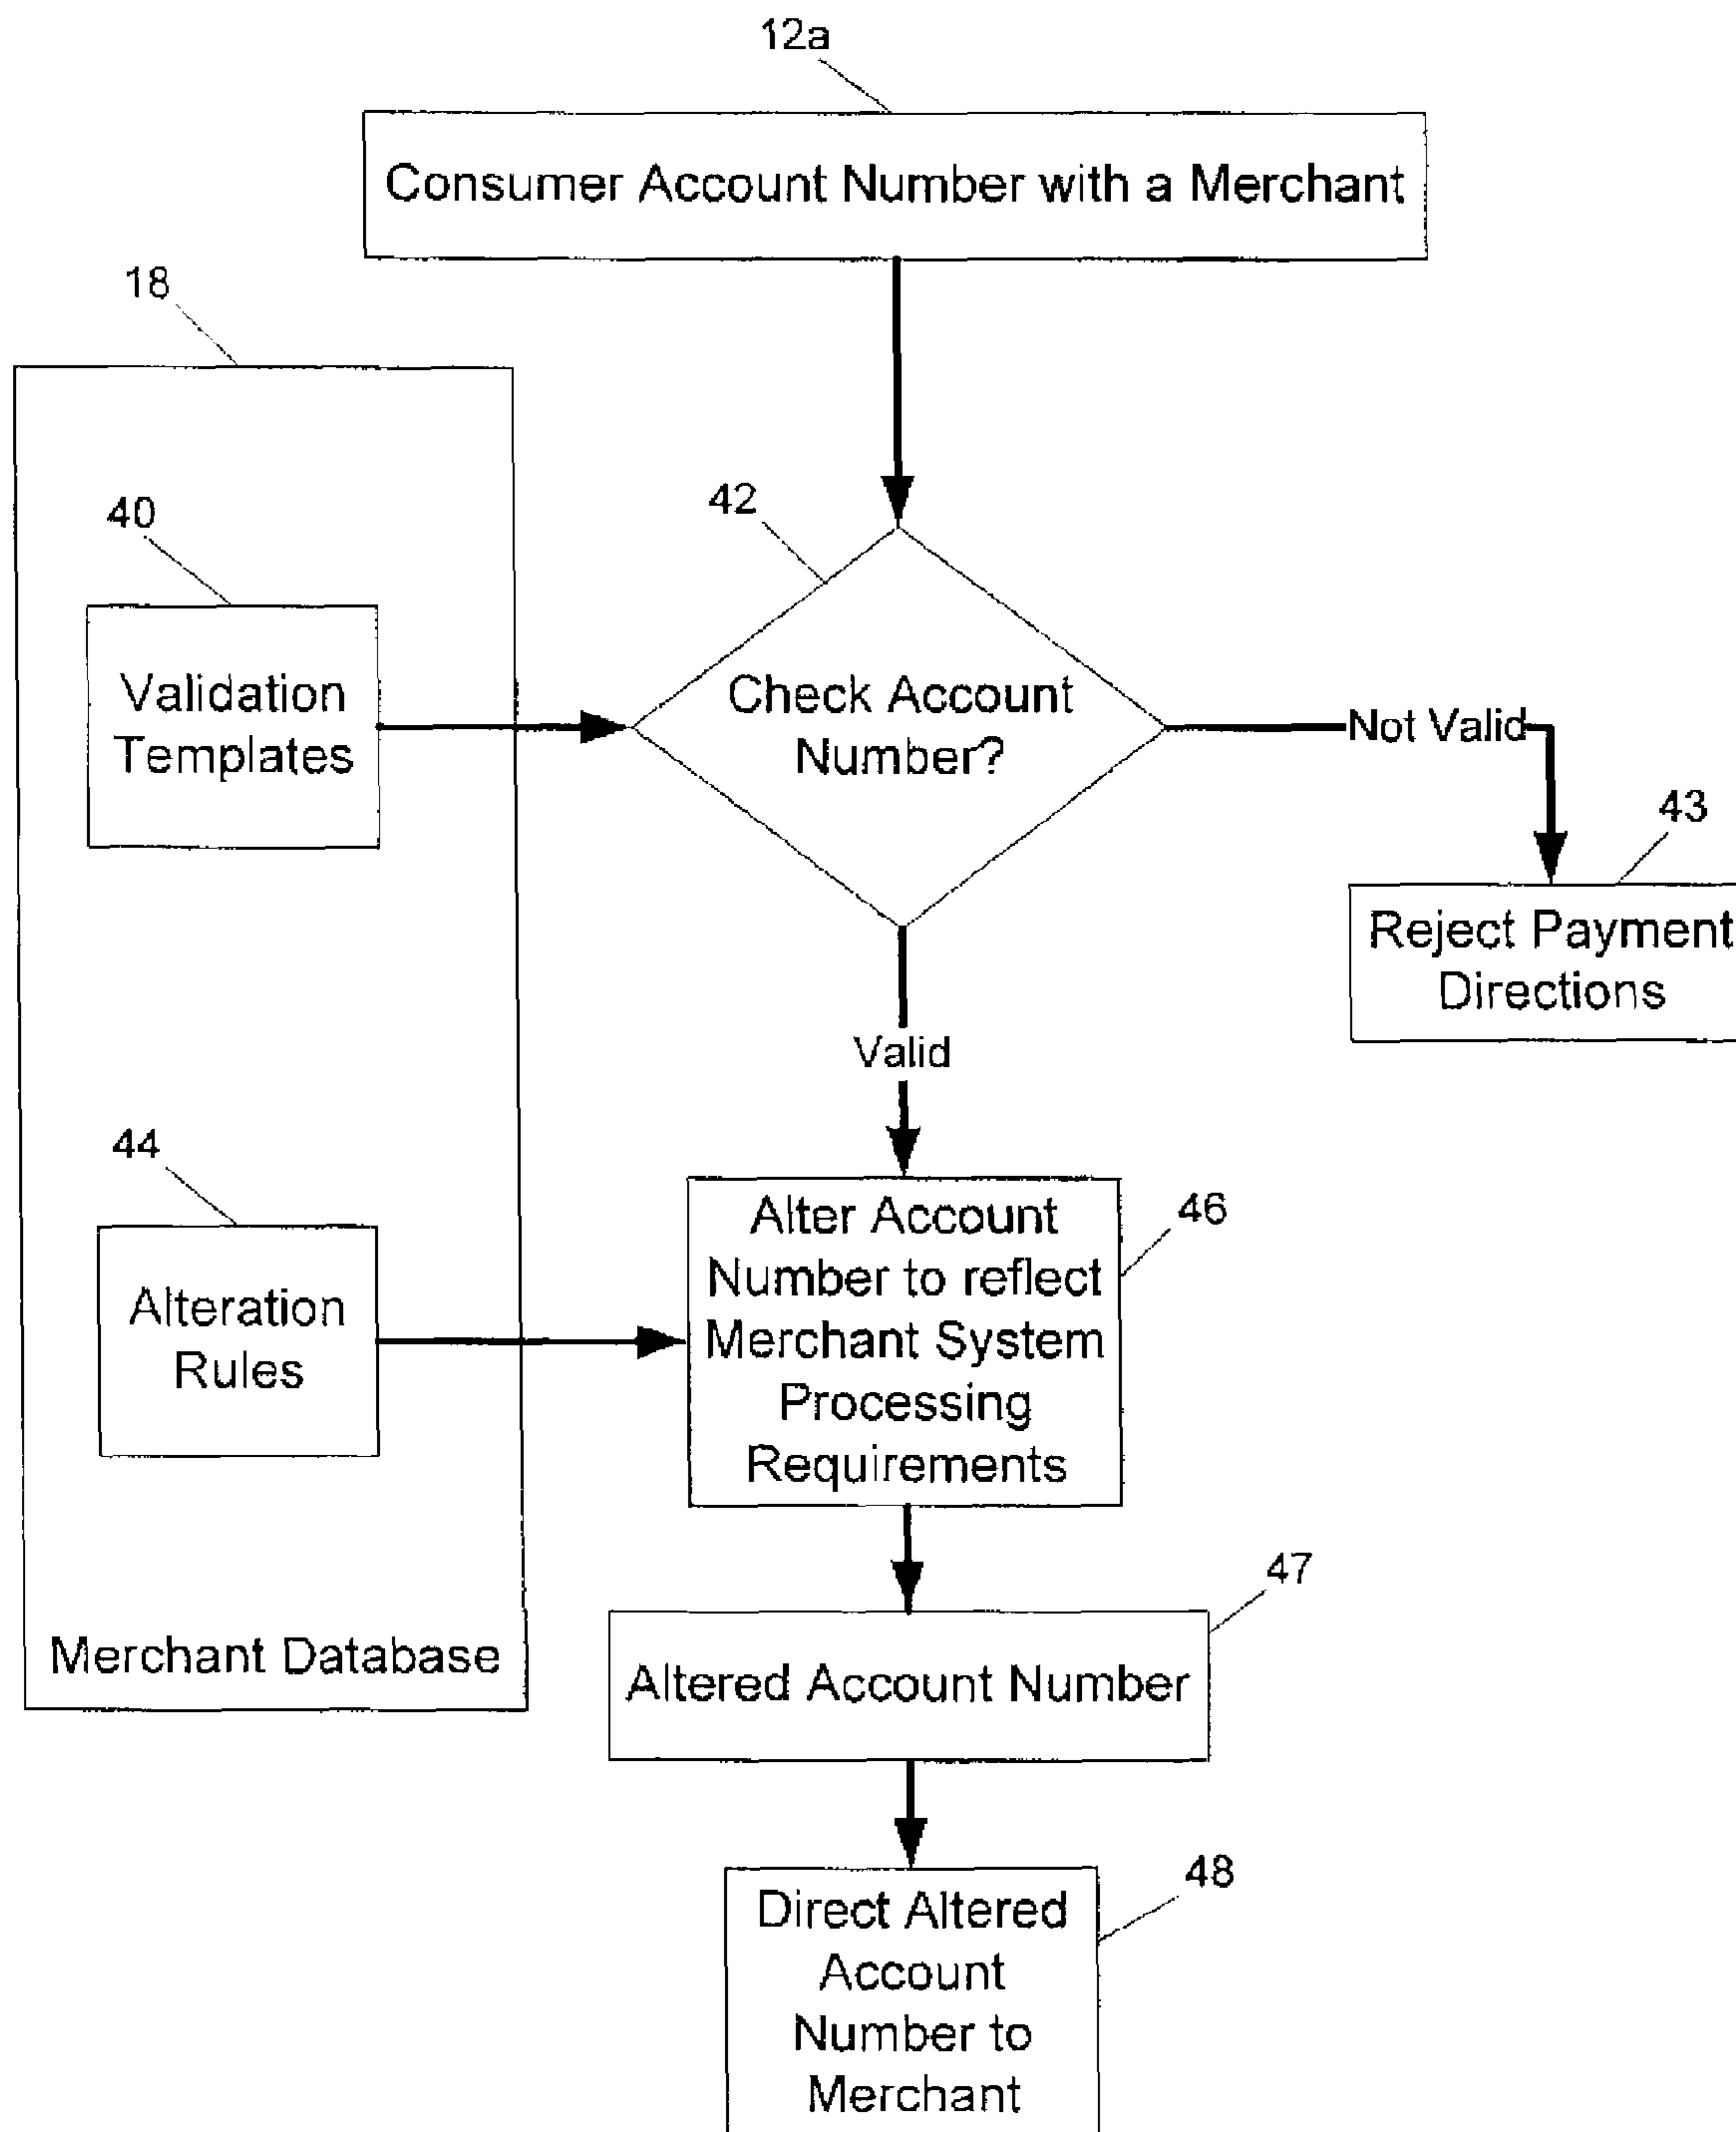 12a
Consumer Account Number with a Merchant
18
40
42
Validation
Templates
Check Account
Number?
Not Valid
43
Reject Payment
Directions
Valid
44
Alteration
Rules
Alter Account
Number to reflect
Merchant System
Processing
Requirements
46
47
Merchant Database
Altered Account Number
48
Direct Altered
Account
Number to
Merchant